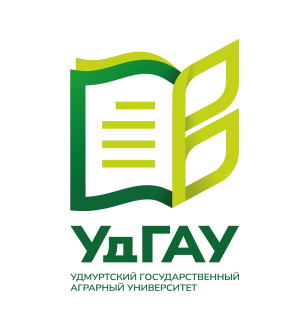 УдГАУ
УДМУРТСКИЙ ГОСУДАРСТВЕННЫЙ
АГРАРНЫЙ УНИВЕРСИТЕТ